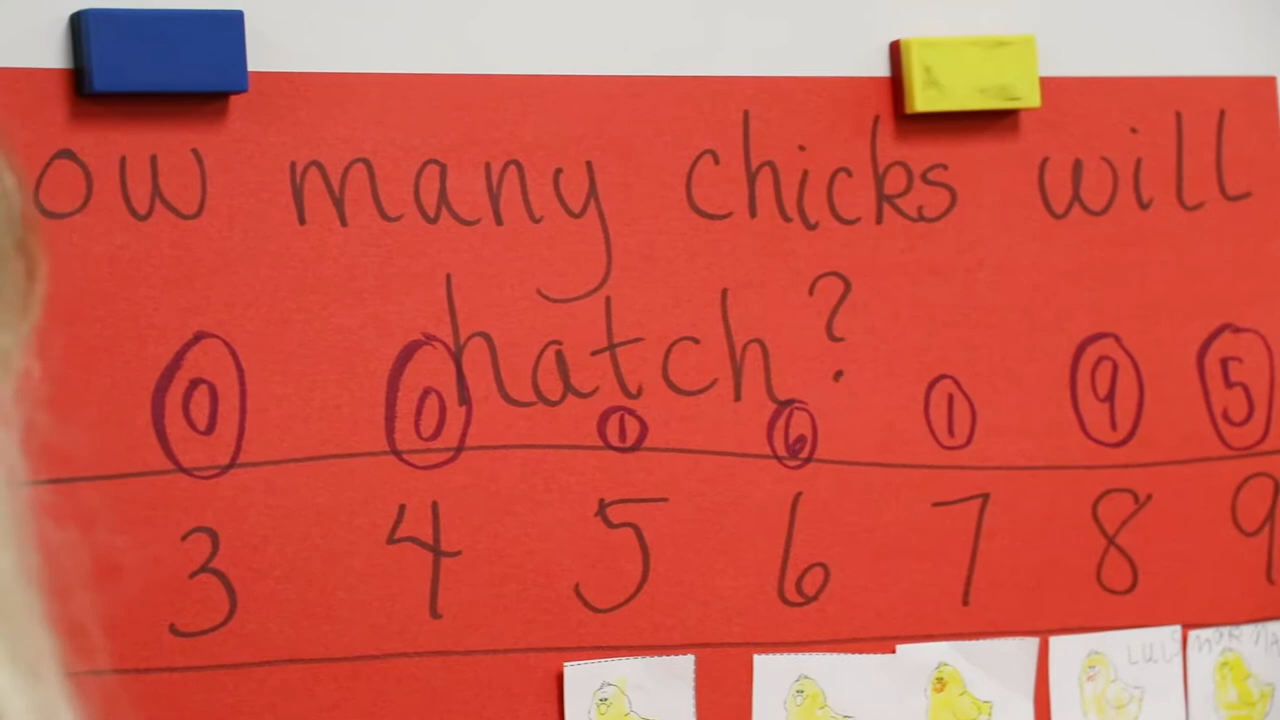 ow many chicks will
hatch?
0 0 1 6 1 9 5
3 4 5 6 7 8 9
LUIS